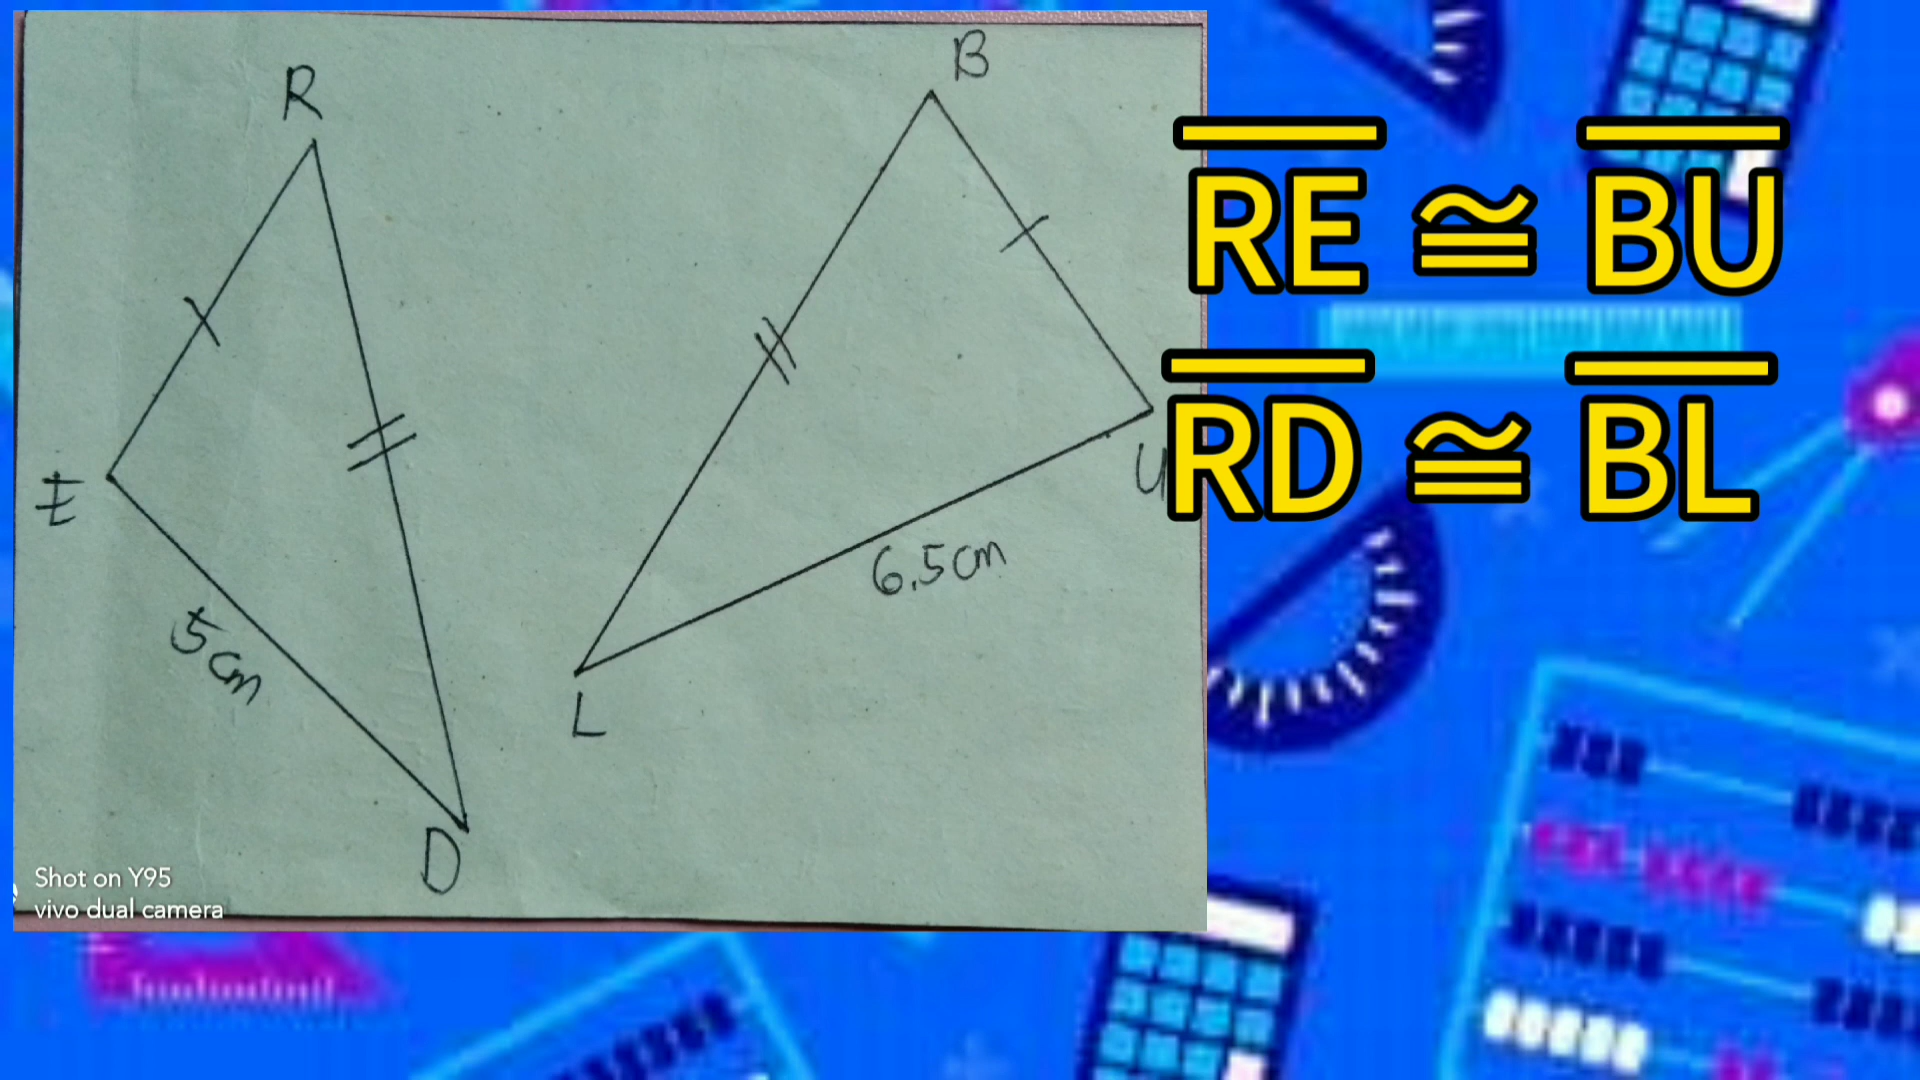 R
B
RE ≅ BU
RD ≅ BL
E
U
5cm
6.5cm
L
D
Shot on Y95
vivo dual camera